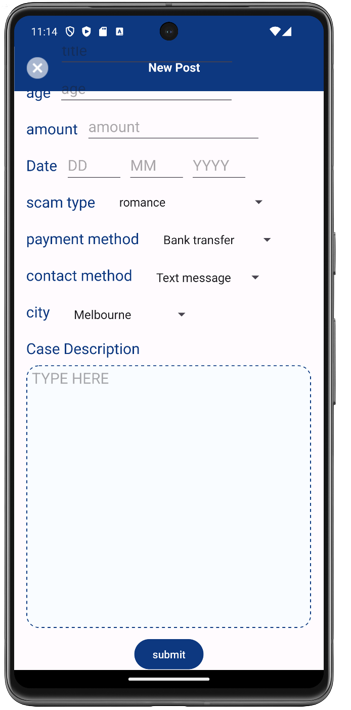 11:14
title
New Post
age age
amount amount
Date DD MM YYYY
scam type romance
payment method Bank transfer
contact method Text message
city Melbourne
Case Description
TYPE HERE
submit